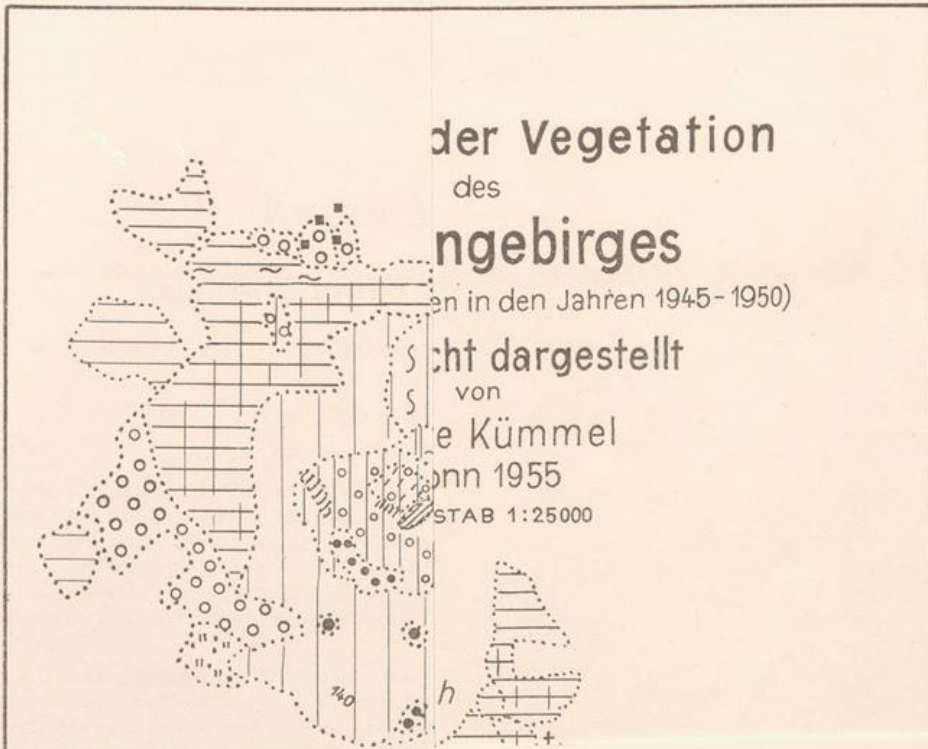 der Vegetation
des
ngebirges
en in den Jahren 1945-1950)
cht dargestellt
von
e Kümmel
onn 1955
STAB 1:25000
140
h